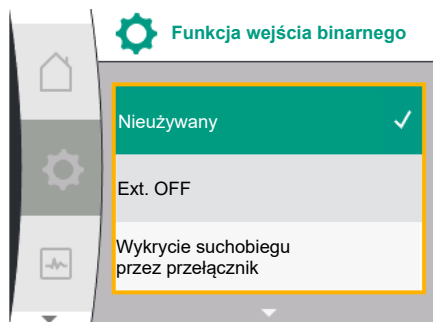 Funkcja wejścia binarnego
Nieużywany
Ext. OFF
Wykrycie suchobiegu
przez przełącznik